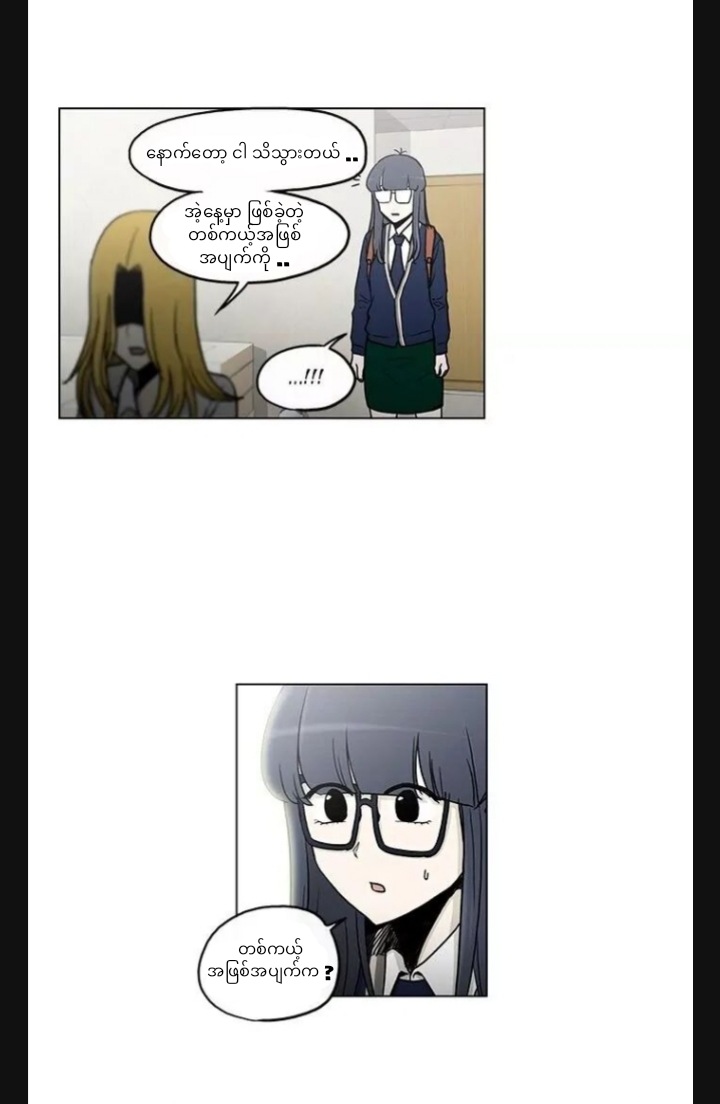 နောက်တော့ ငါ သိသွားတယ် ..
အဲ့နေ့မှာ ဖြစ်ခဲ့တဲ့
တစ်ကယ့်အဖြစ်
အပျက်ကို ..
...!!!
တစ်ကယ့်
အဖြစ်အပျက်က ?